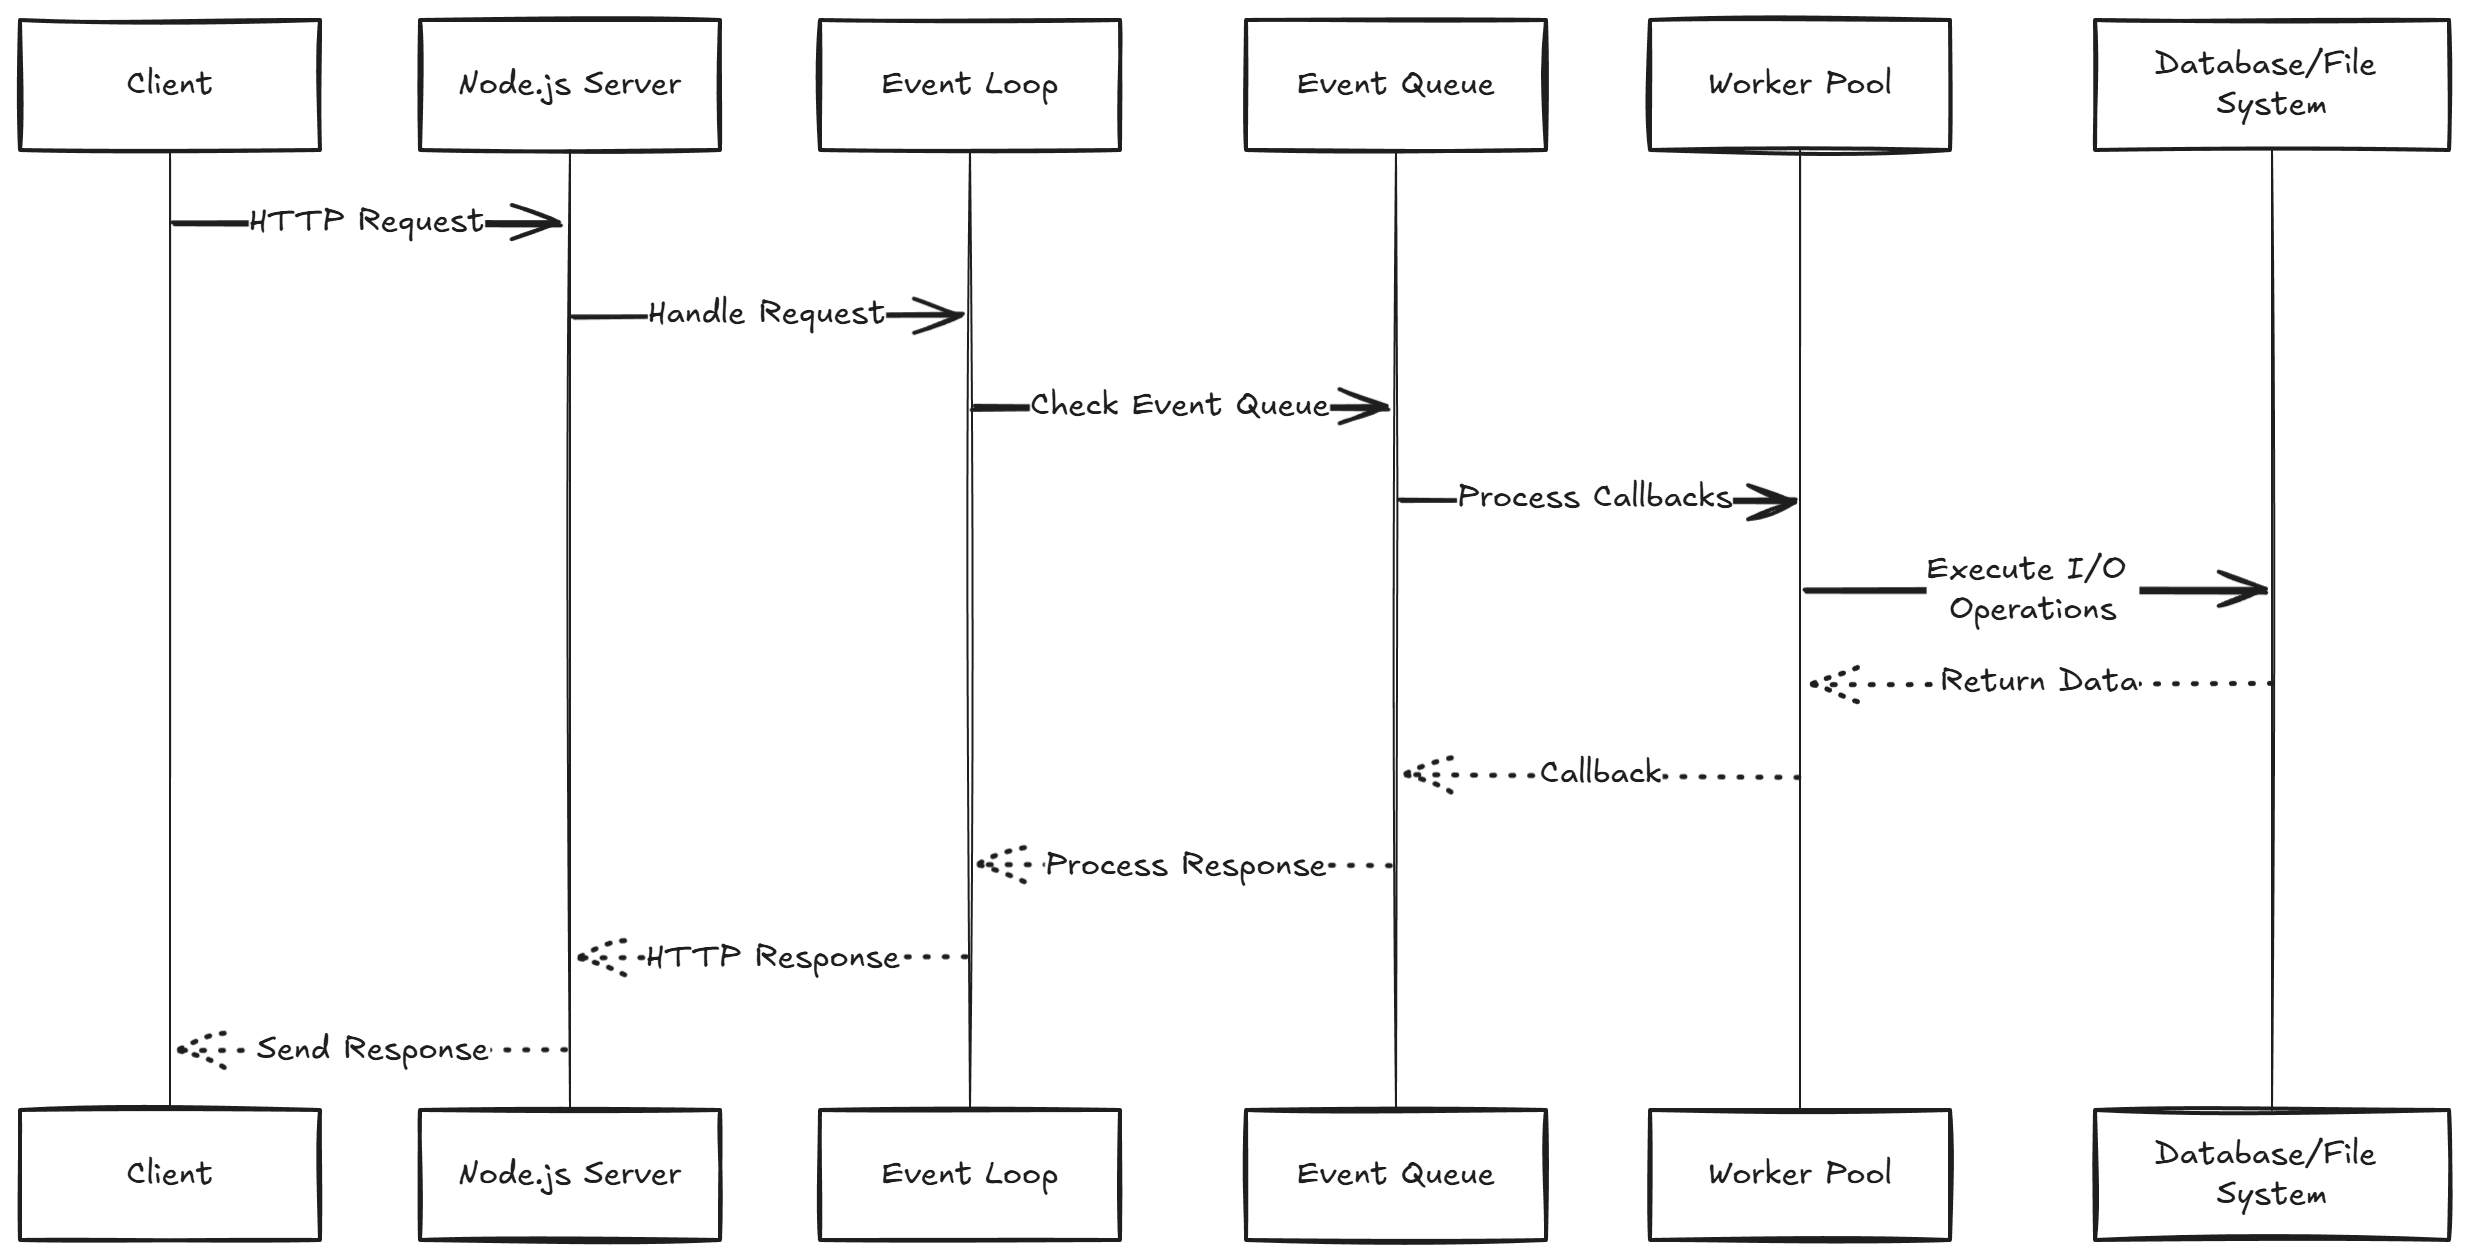 Client
Node.js Server
Event Loop
Event Queue
Worker Pool
Database/File
System
HTTP Request
Handle Request
Check Event Queue
Process Callbacks
Execute I/O
Operations
Return Data
Callback
Process Response
HTTP Response
Send Response
Client
Node.js Server
Event Loop
Event Queue
Worker Pool
Database/File
System